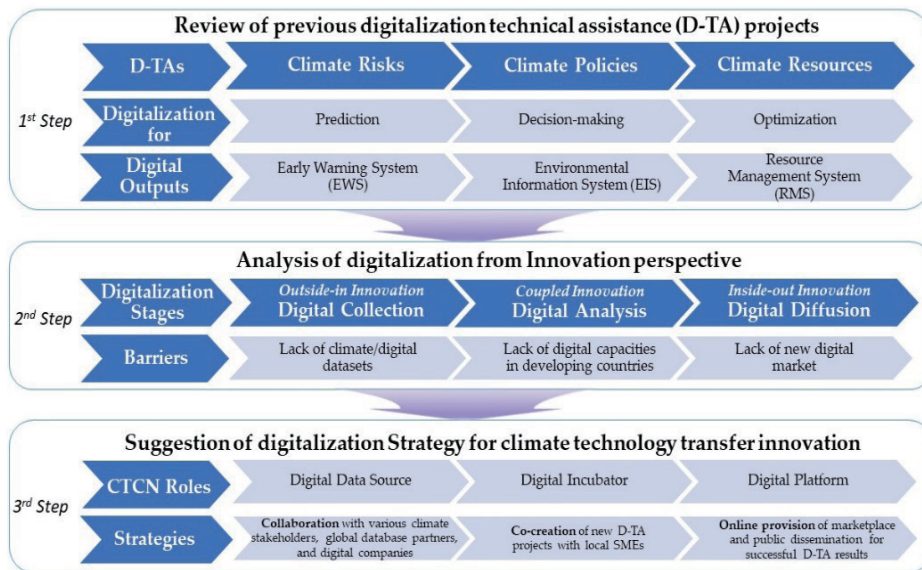 Review of previous digitalization technical assistance (D-TA) projects
1st Step
D-TAs
Climate Risks
Climate Policies
Climate Resources
Digitalization
for
Prediction
Decision-making
Optimization
Digital
Outputs
Early Warning System
(EWS)
Environmental
Information System (EIS)
Resource
Management System
(RMS)
Analysis of digitalization from Innovation perspective
2nd Step
Digitalization
Stages
Outside-in Innovation
Digital Collection
Coupled Innovation
Digital Analysis
Inside-out Innovation
Digital Diffusion
Barriers
Lack of climate/digital
datasets
Lack of digital capacities
in developing countries
Lack of new digital
market
Suggestion of digitalization Strategy for climate technology transfer innovation
3rd Step
CTCN Roles
Digital Data Source
Digital Incubator
Digital Platform
Strategies
Collaboration with various climate
stakeholders, global database partners,
and digital companies
Co-creation of new D-TA
projects with local SMEs
Online provision of marketplace
and public dissemination for
successful D-TA results